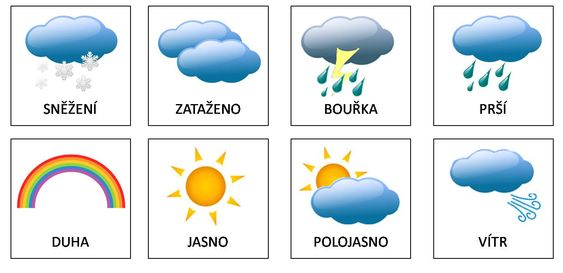 SNĚŽENÍ
ZATAŽENO
BOUŘKA
PRŠÍ
DUHA
JASNO
POLOJASNO
VÍTR